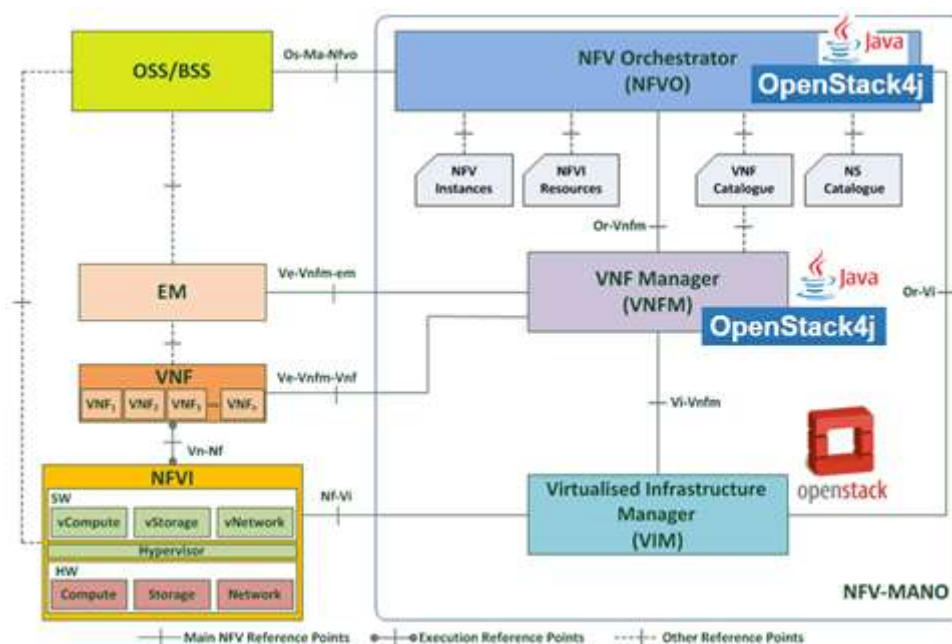 OSS/BSS
Os-Ma-Nfvo
NFV Orchestrator
(NFVO)
Java
OpenStack4j
NFV
Instances
NFVI
Resources
VNF
Catalogue
NS
Catalogue
Or-Vnfm
EM
Ve-Vnfm-em
VNF Manager
(VNFM)
Java
OpenStack4j
Or-Vi
VNF
VNF₁ VNF₂ VNF₃ VNFₙ
Ve-Vnfm-Vnf
Vi-Vnfm
Vn-Nf
NFVI
SW
vCompute vStorage vNetwork
Hypervisor
HW
Compute Storage Network
Nf-Vi
Virtualised Infrastructure
Manager
(VIM)
openstack
NFV-MANO
Main NFV Reference Points Execution Reference Points Other Reference Points